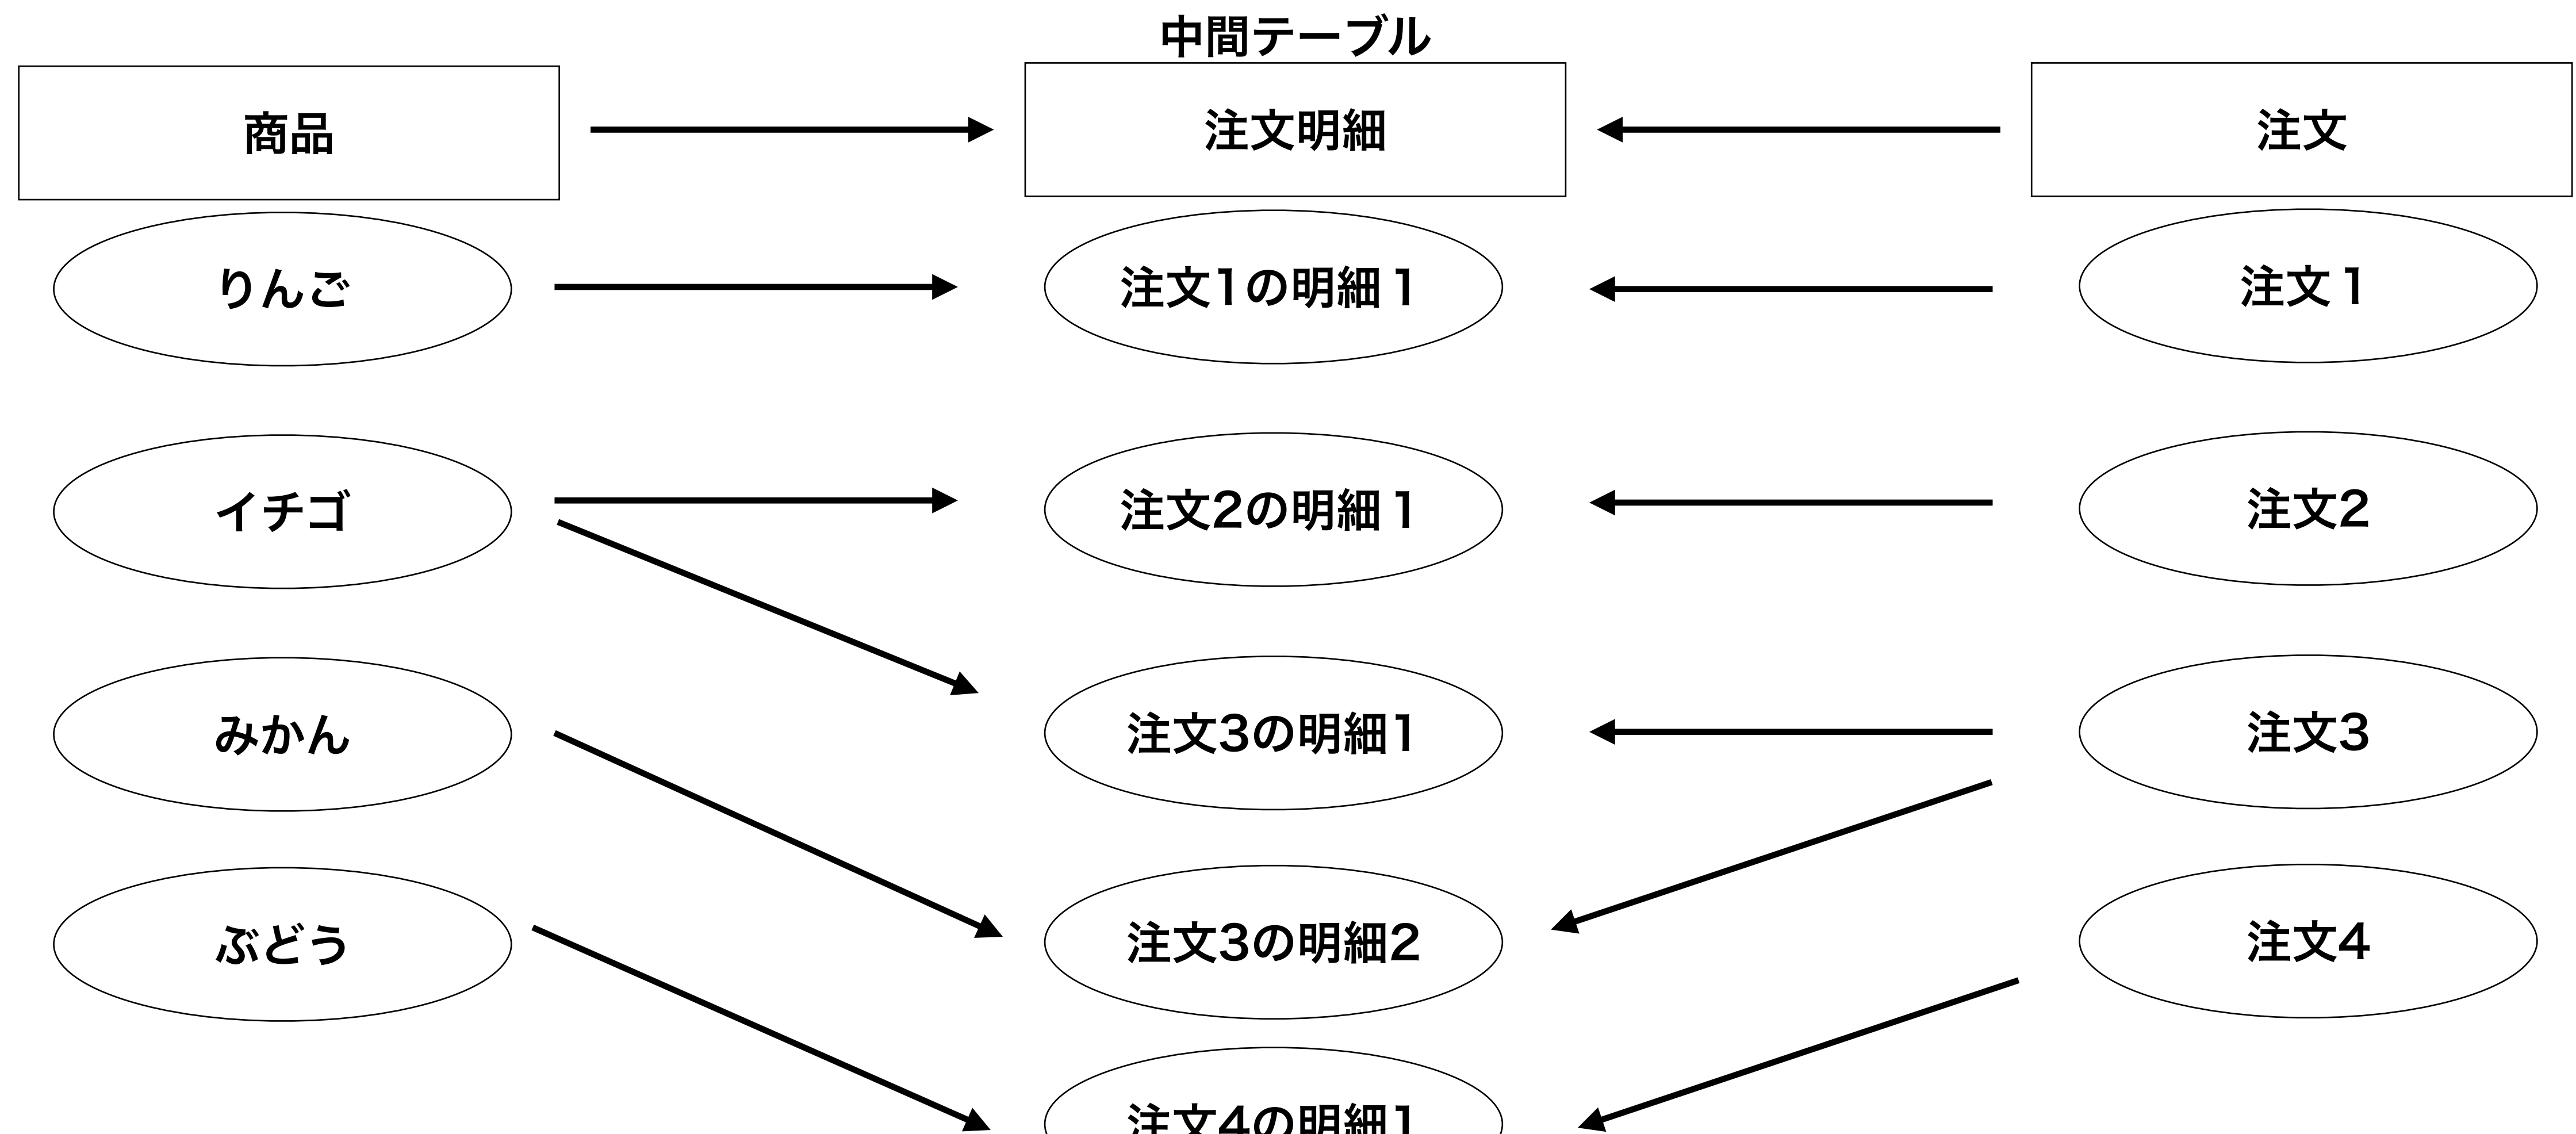 中間テーブル
商品
注文明細
注文
りんご
注文1の明細１
注文１
イチゴ
注文2の明細１
注文2
みかん
注文3の明細1
注文3
ぶどう
注文3の明細2
注文4
注文4の明細1